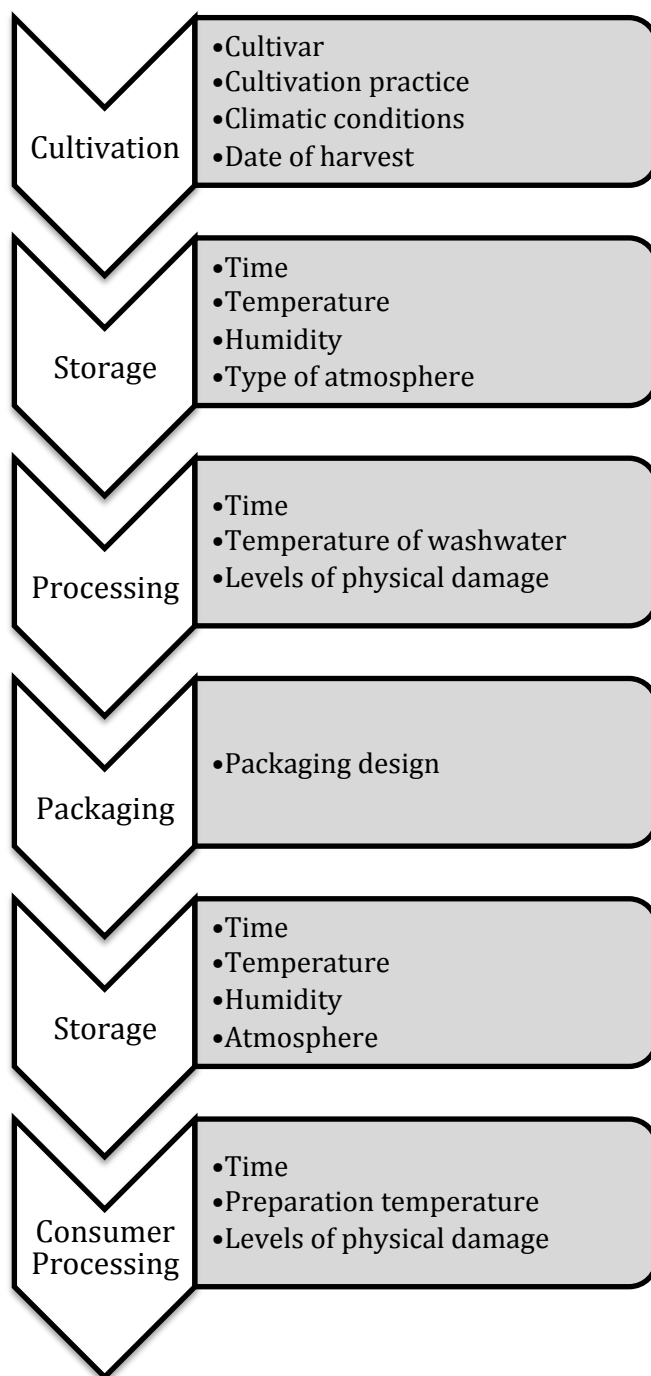 Cultivation
•Cultivar
•Cultivation practice
•Climatic conditions
•Date of harvest
Storage
•Time
•Temperature
•Humidity
•Type of atmosphere
Processing
•Time
•Temperature of washwater
•Levels of physical damage
Packaging
•Packaging design
Storage
•Time
•Temperature
•Humidity
•Atmosphere
Consumer
Processing
•Time
•Preparation temperature
•Levels of physical damage